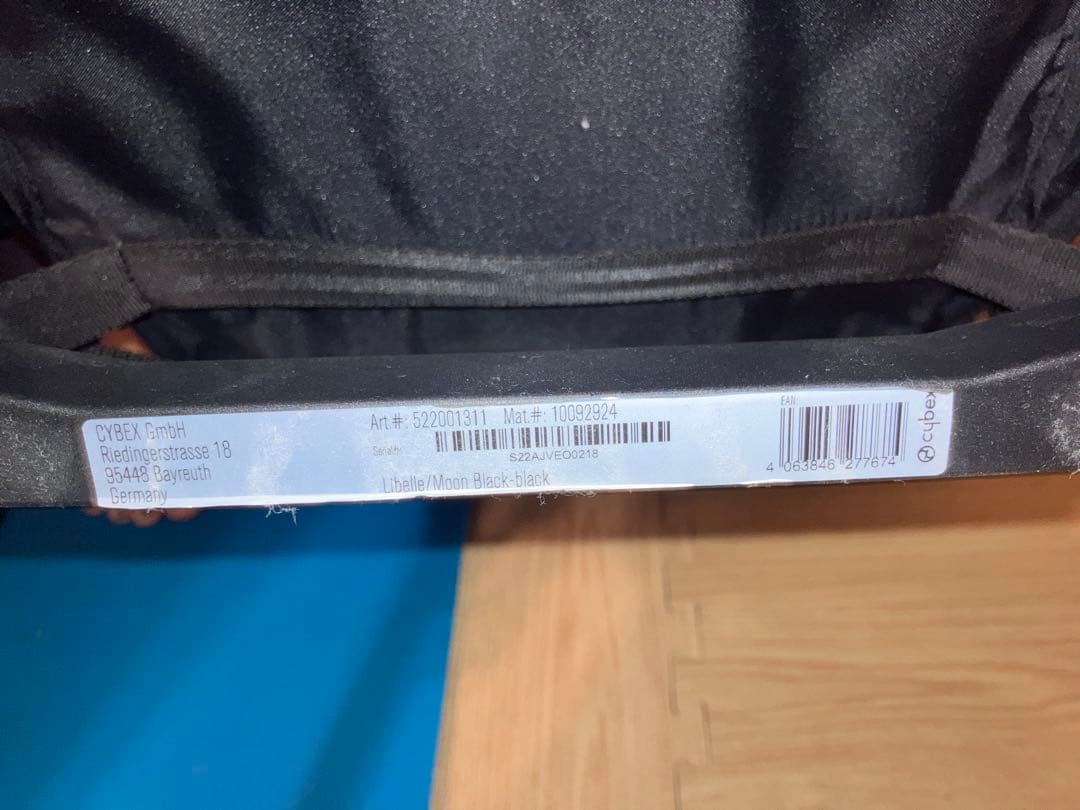 CYBEX GmbH
Riedingerstrasse 18
95448 Bayreuth
Germany
Art.#: 522001311 Mat.#: 10092924
Serial#:
S22AJVEO0218
Libelle/Moon Black-black
EAN
4 063846 277674
cybex